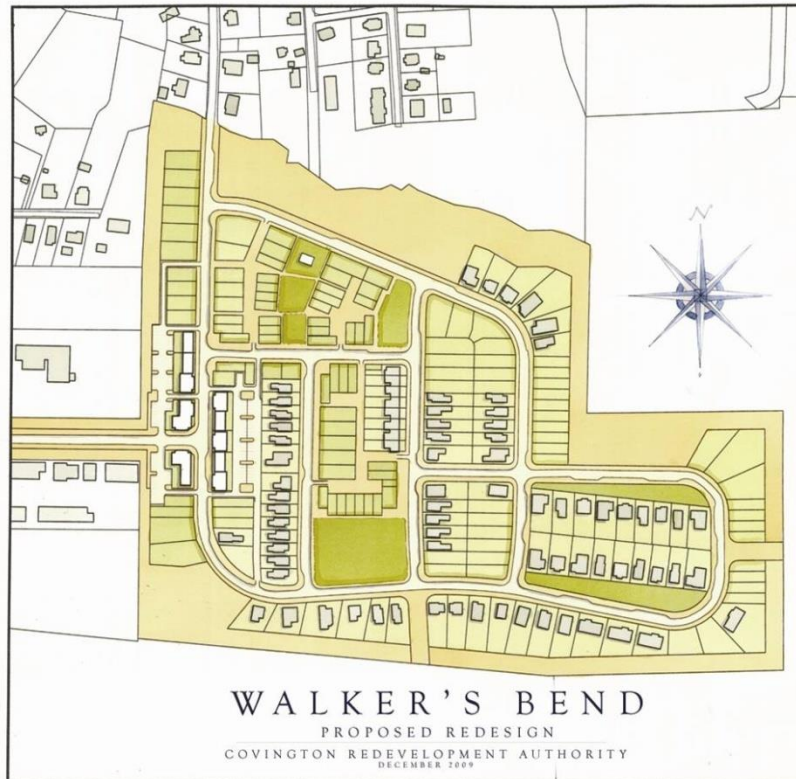 N
WALKER'S BEND
PROPOSED REDESIGN
COVINGTON REDEVELOPMENT AUTHORITY
DECEMBER 2009